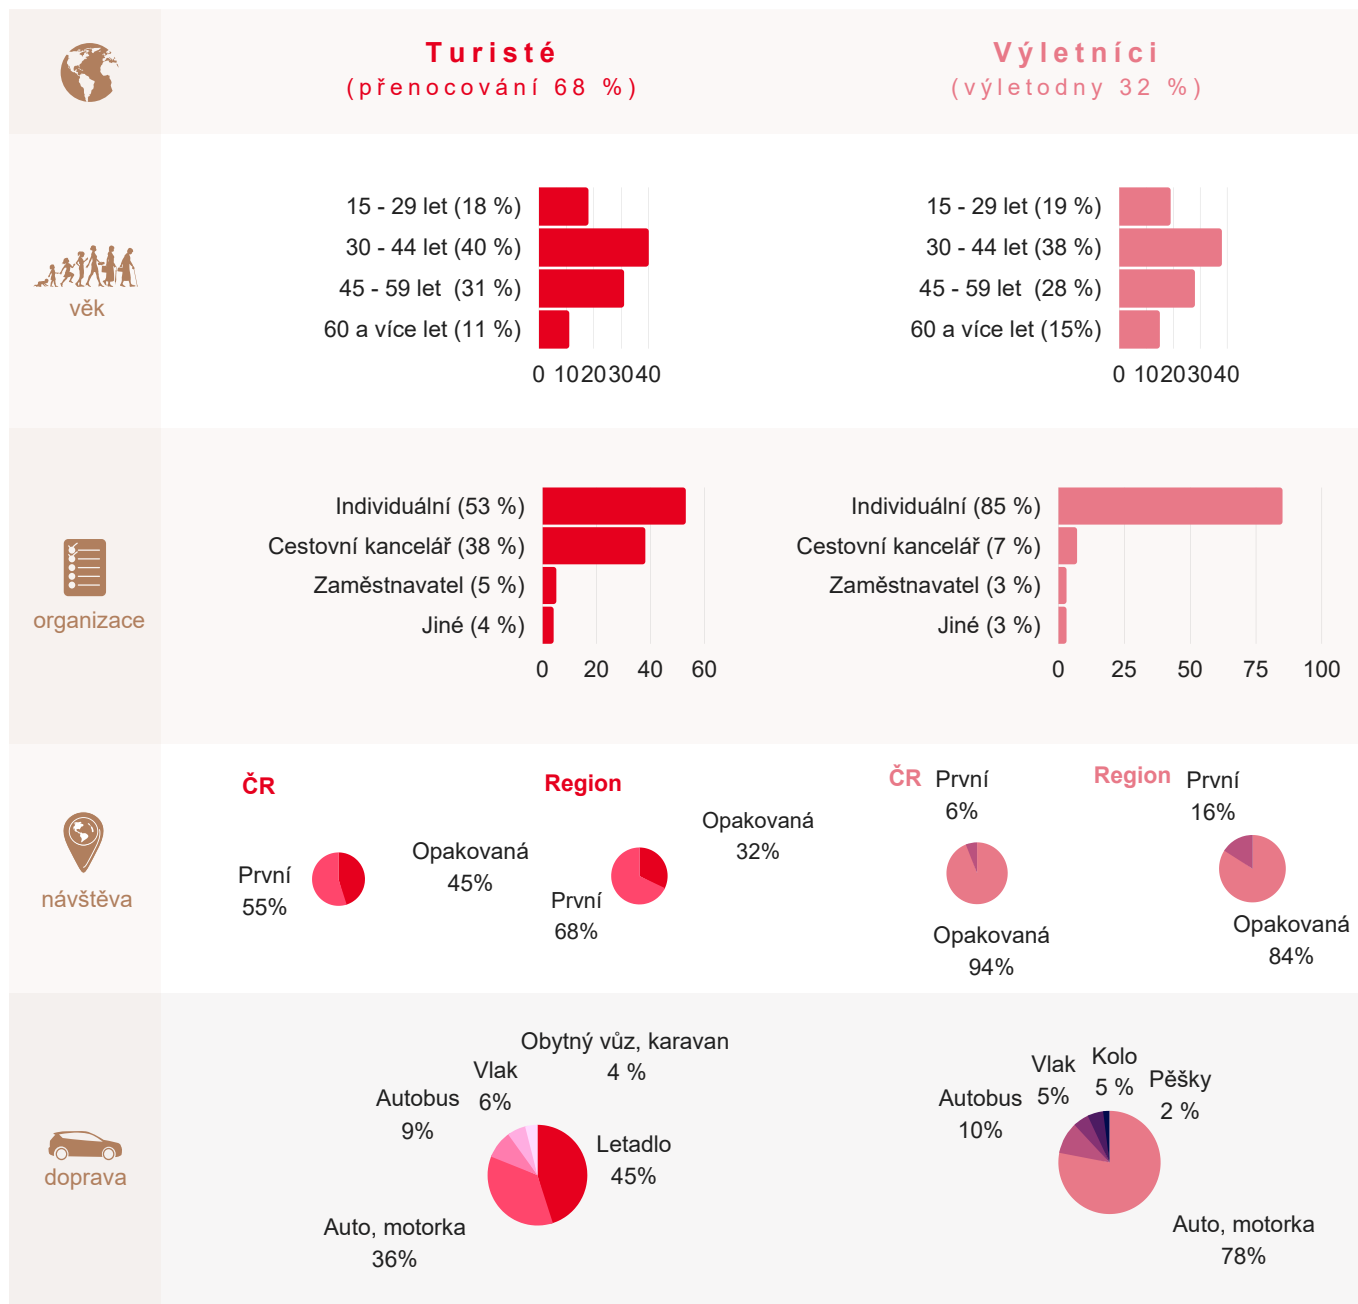 Turisté
(přenocování 68 %)
Výletníci
(výletodny 32 %)
věk
15 - 29 let (18 %)
30 - 44 let (40 %)
45 - 59 let (31 %)
60 a více let (11 %)
0 10 20 30 40
15 - 29 let (19 %)
30 - 44 let (38 %)
45 - 59 let (28 %)
60 a více let (15%)
0 10 20 30 40
organizace
Individuální (53 %)
Cestovní kancelář (38 %)
Zaměstnavatel (5 %)
Jiné (4 %)
0 20 40 60
Individuální (85 %)
Cestovní kancelář (7 %)
Zaměstnavatel (3 %)
Jiné (3 %)
0 25 50 75 100
návštěva
ČR
První
55%
Opakovaná
45%
Region
Opakovaná
32%
První
68%
ČR
První
6%
Opakovaná
94%
Region
První
16%
Opakovaná
84%
doprava
Obytný vůz, karavan
4 %
Vlak
6%
Autobus
9%
Letadlo
45%
Auto, motorka
36%
Kolo
5 %
Vlak
5%
Pěšky
2 %
Autobus
10%
Auto, motorka
78%